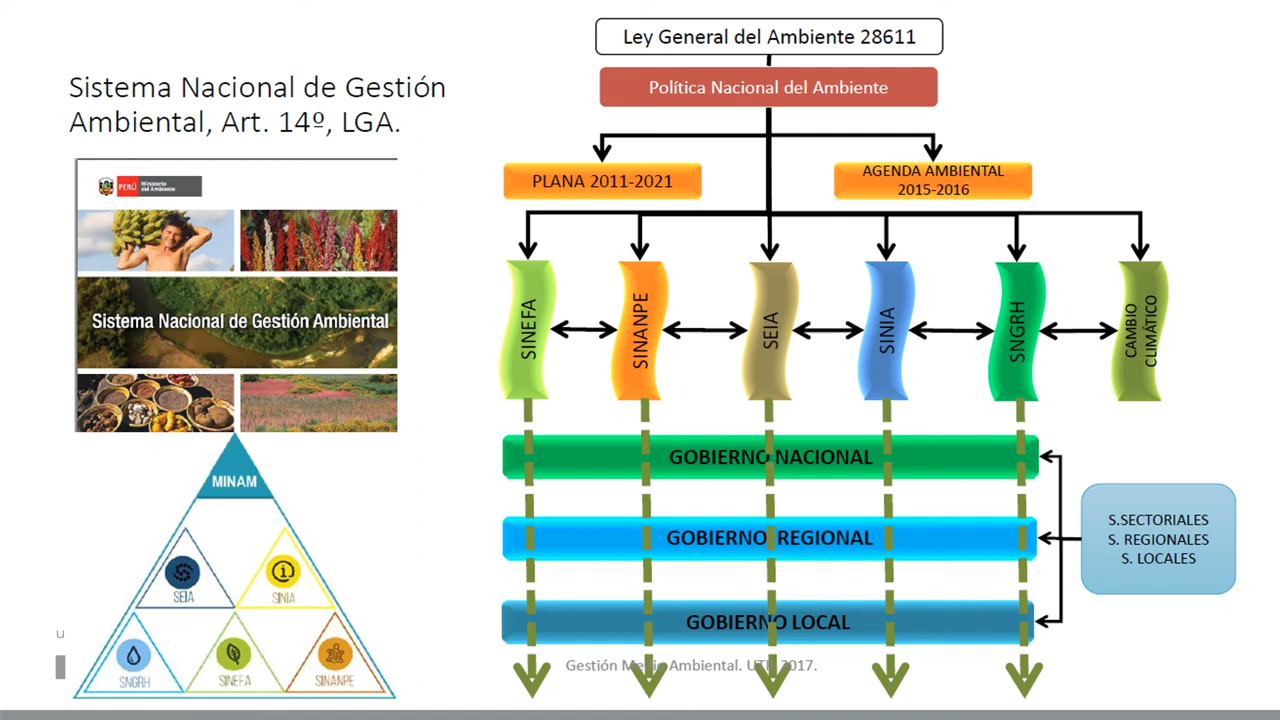 Ley General del Ambiente 28611
Política Nacional del Ambiente
Sistema Nacional de Gestión
Ambiental, Art. 14º, LGA.
PERÚ
Ministerio
del Ambiente
Sistema Nacional de Gestión Ambiental
PLANA 2011-2021
AGENDA AMBIENTAL
2015-2016
SINEFA
SINANPE
SEIA
SINIA
SNGRH
CAMBIO
CLIMÁTICO
GOBIERNO NACIONAL
GOBIERNO REGIONAL
GOBIERNO LOCAL
S.SECTORIALES
S. REGIONALES
S. LOCALES
MINAM
SEIA
SINIA
SNGRH
SINEFA
SINANPE
u
Gestión Medio Ambiental. 2017.